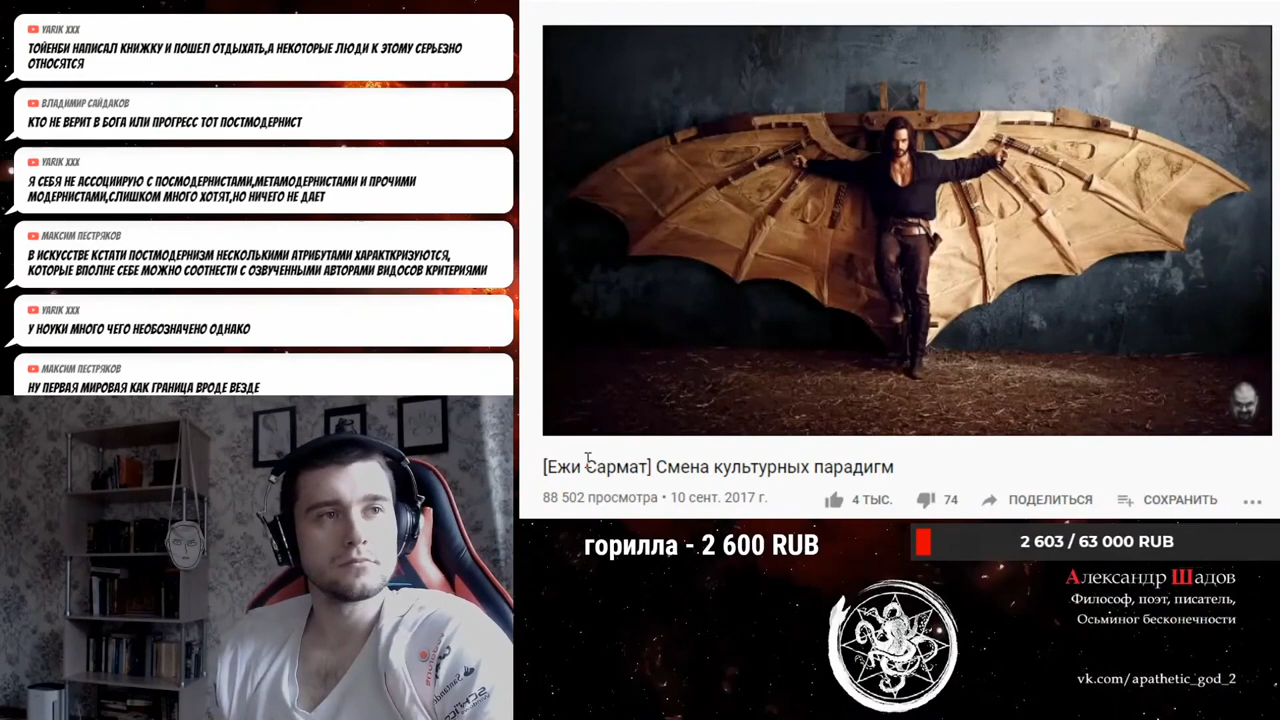 YARIK XXX
ТОЙЕНБИ НАПИСАЛ КНИЖКУ И ПОШЕЛ ОТДЫХАТЬ,А НЕКОТОРЫЕ ЛЮДИ К ЭТОМУ СЕРЬЕЗНО
ОТНОСЯТСЯ
ВЛАДИМИР САЙДАКОВ
КТО НЕ ВЕРИТ В БОГА ИЛИ ПРОГРЕСС ТОТ ПОСТМОДЕРНИСТ
YARIK XXX
Я СЕБЯ НЕ АССОЦИИРУЮ С ПОСМОДЕРНИСТАМИ,МЕТАМОДЕРНИСТАМИ И ПРОЧИМИ
МОДЕРНИСТАМИ,СЛИШКОМ МНОГО ХОТЯТ,НО НИЧЕГО НЕ ДАЕТ
МАКСИМ ПЕСТРЯКОВ
В ИСКУССТВЕ КСТАТИ ПОСТМОДЕРНИЗМ НЕСКОЛЬКИМИ АТРИБУТАМИ ХАРАКТКРИЗУЮТСЯ,
КОТОРЫЕ ВПОЛНЕ СЕБЕ МОЖНО СООТНЕСТИ С ОЗВУЧЕННЫМИ АВТОРАМИ ВИДОСОВ КРИТЕРИЯМИ
YARIK XXX
У НОУКИ МНОГО ЧЕГО НЕОБОЗНАЧЕНО ОДНАКО
МАКСИМ ПЕСТРЯКОВ
НУ ПЕРВАЯ МИРОВАЯ КАК ГРАНИЦА ВРОДЕ ВЕЗДЕ
[Ежи Сармат] Смена культурных парадигм
88 502 просмотра • 10 сент. 2017 г.
4 ТЫС.
74
ПОДЕЛИТЬСЯ
СОХРАНИТЬ
горилла - 2 600 RUB
2 603 / 63 000 RUB
Александр Шадов
Философ, поэт, писатель,
Осьминог бесконечности
vk.com/apathetic_god_2
Santander